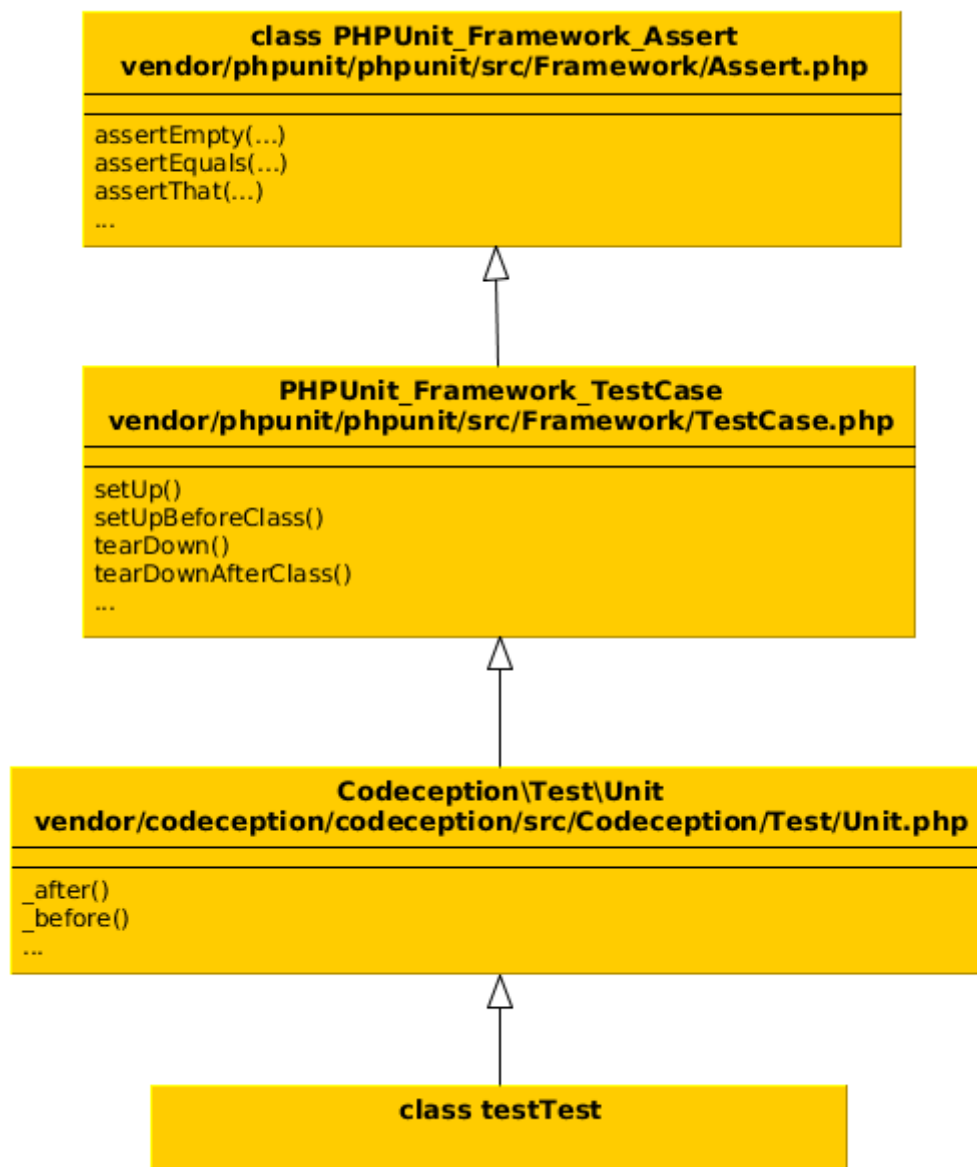 class PHPUnit_Framework_Assert
vendor/phpunit/phpunit/src/Framework/Assert.php
assertEmpty(...)
assertEquals(...)
assertThat(...)
...
PHPUnit_Framework_TestCase
vendor/phpunit/phpunit/src/Framework/TestCase.php
setUp()
setUpBeforeClass()
tearDown()
tearDownAfterClass()
...
Codeception\Test\Unit
vendor/codeception/codeception/src/Codeception/Test/Unit.php
_after()
_before()
...
class testTest